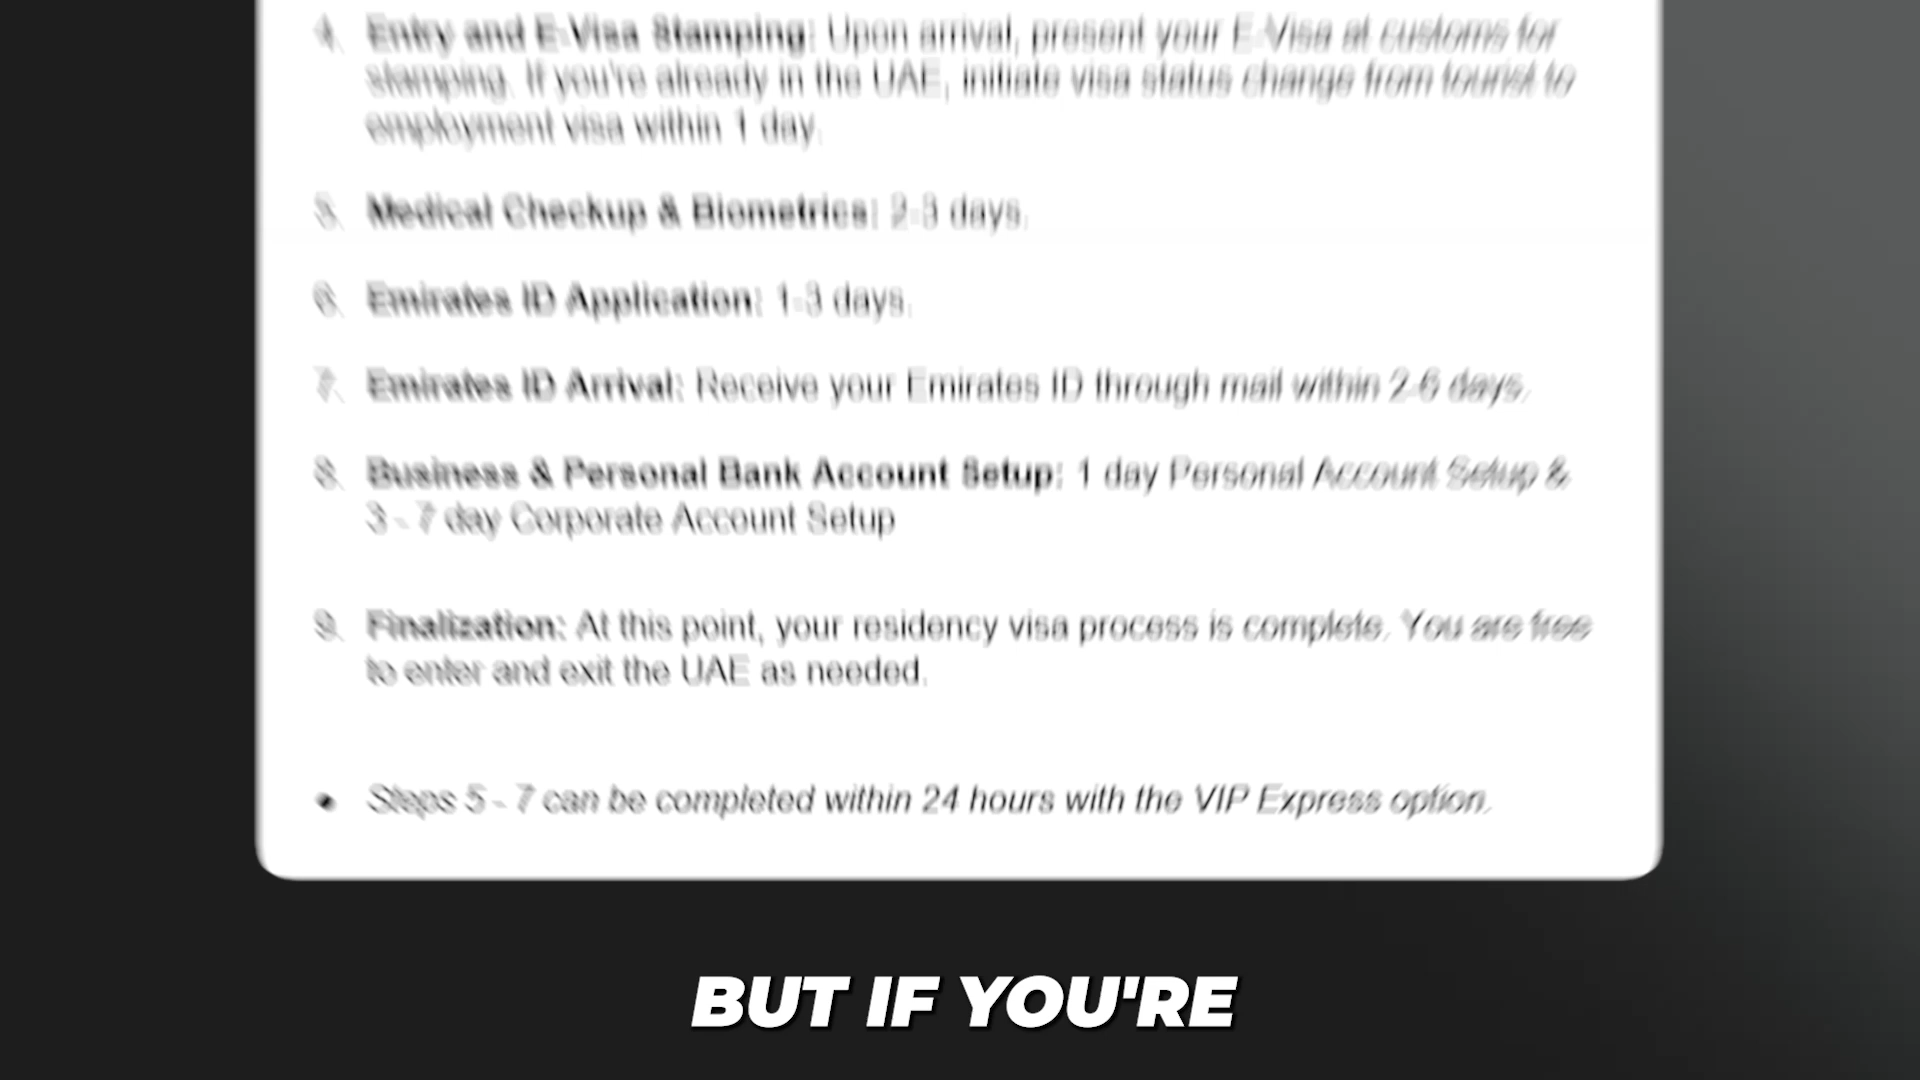 4. Entry and E-Visa Stamping: Upon arrival, present your E-Visa at customs for
stamping. If you're already in the UAE, initiate visa status change from tourist to
employment visa within 1 day.
5. Medical Checkup & Biometrics: 2-3 days.
6. Emirates ID Application: 1-3 days.
7. Emirates ID Arrival: Receive your Emirates ID through mail within 2-6 days.
8. Business & Personal Bank Account Setup: 1 day Personal Account Setup &
3 - 7 day Corporate Account Setup
9. Finalization: At this point, your residency visa process is complete. You are free
to enter and exit the UAE as needed.
• Steps 5 - 7 can be completed within 24 hours with the VIP Express option.
BUT IF YOU'RE